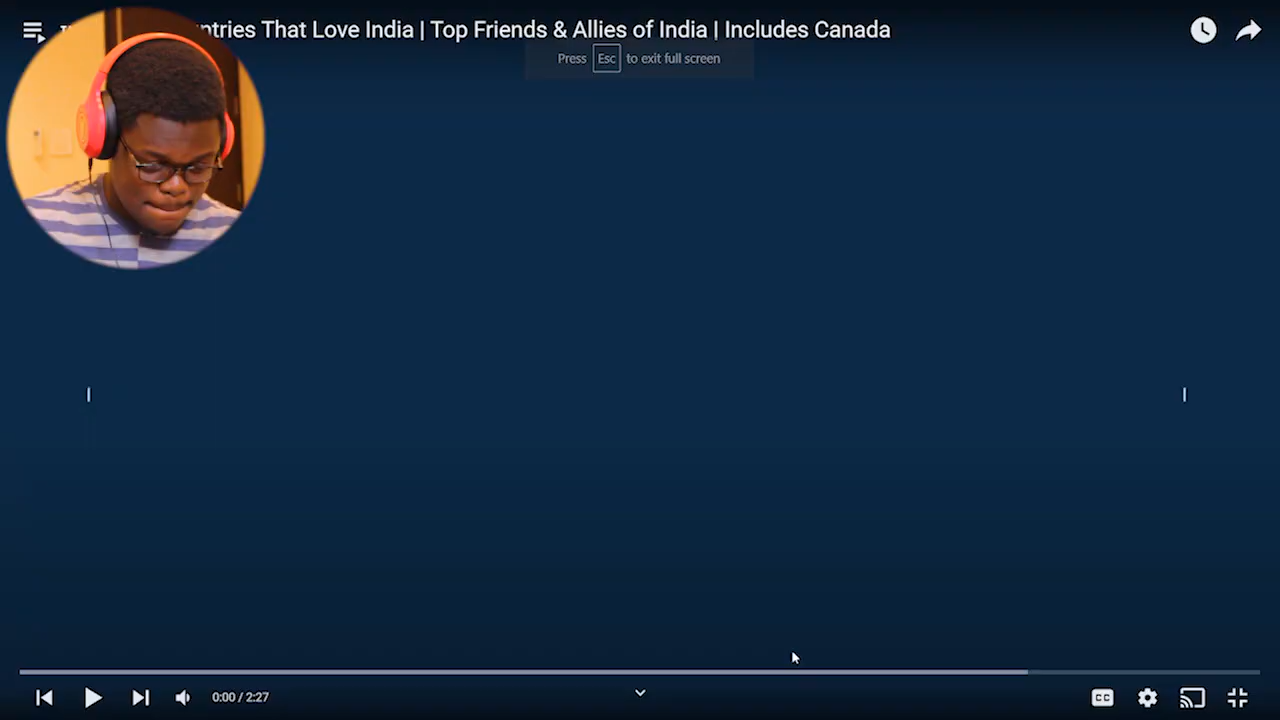 ntries That Love India | Top Friends & Allies of India | Includes Canada
Press Esc to exit full screen
0:00 / 2:27
CC